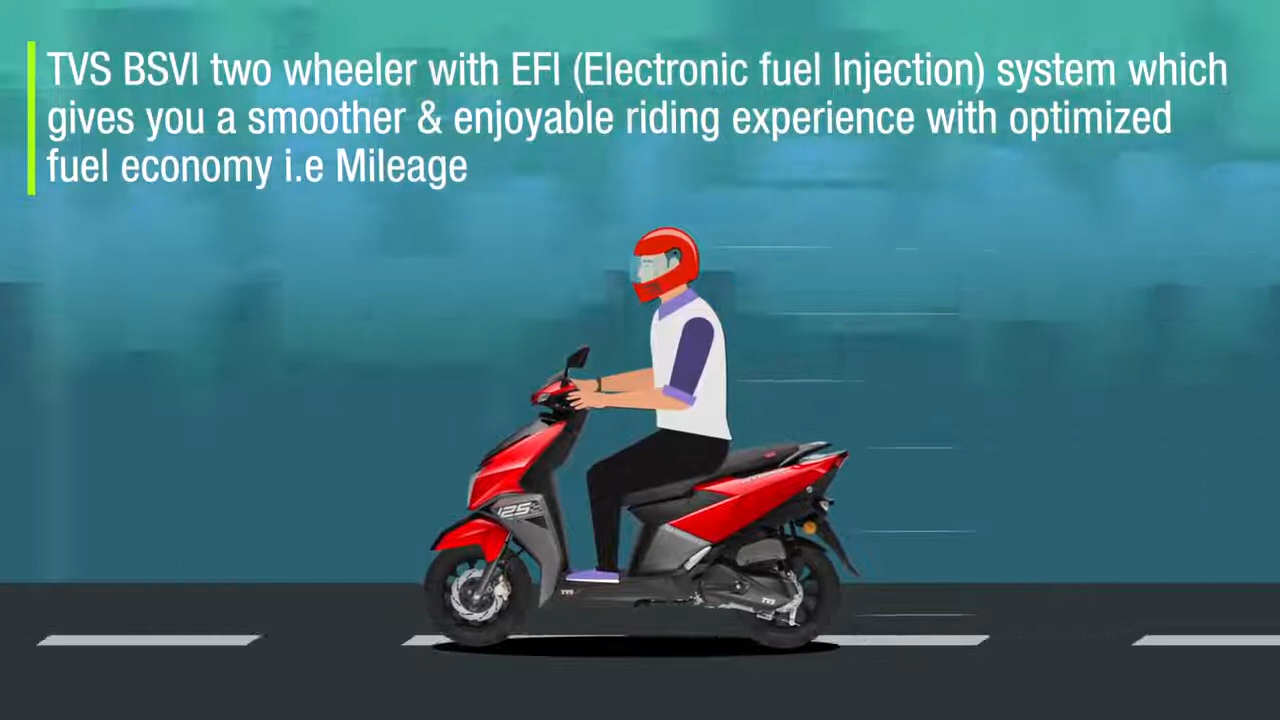 TVS BSVI two wheeler with EFI (Electronic fuel Injection) system which
gives you a smoother & enjoyable riding experience with optimized
fuel economy i.e Mileage
125
TVS
TVS